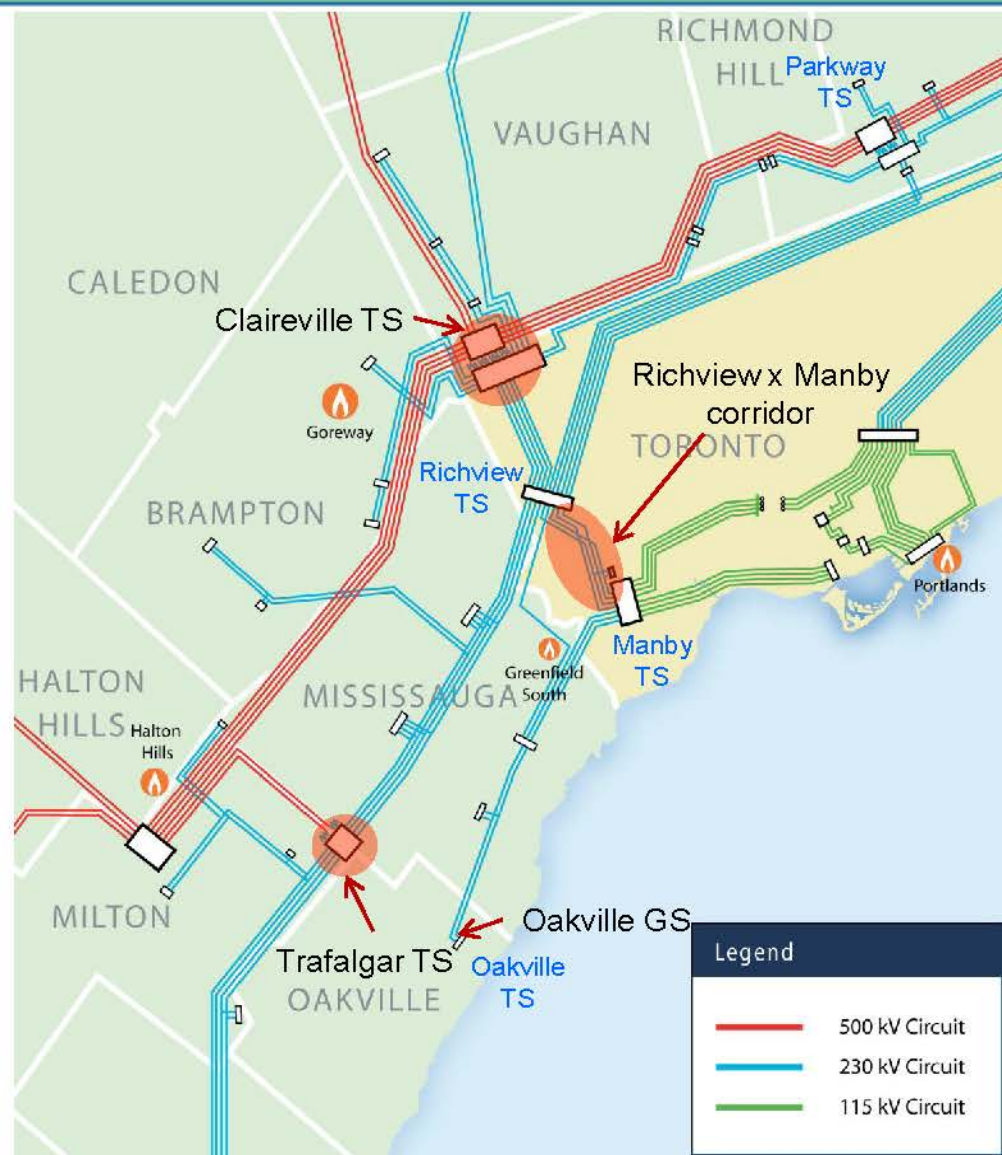 RICHMOND
HILL
Parkway
TS
VAUGHAN
CALEDON
Claireville TS
Richview x Manby
corridor
Goreway
TORONTO
Richview
TS
BRAMPTON
Portlands
Manby
TS
Greenfield
South
HALTON
HILLS
MISSISSAUGA
Halton
Hills
MILTON
Oakville GS
Trafalgar TS
Oakville
TS
OAKVILLE
Legend
500 kV Circuit
230 kV Circuit
115 kV Circuit